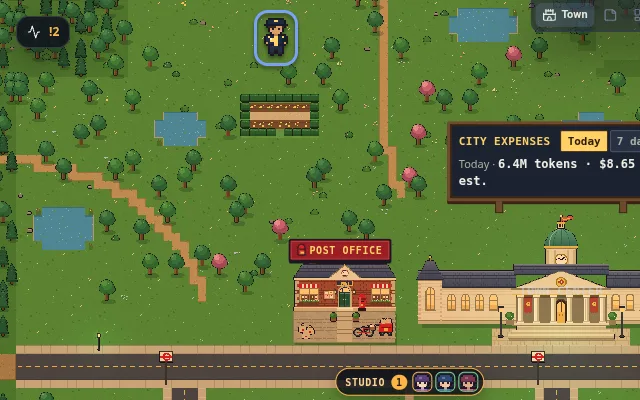 !2
Town
CITY EXPENSES Today 7 da
Today · 6.4M tokens · $8.65
est.
POST OFFICE
STUDIO 1